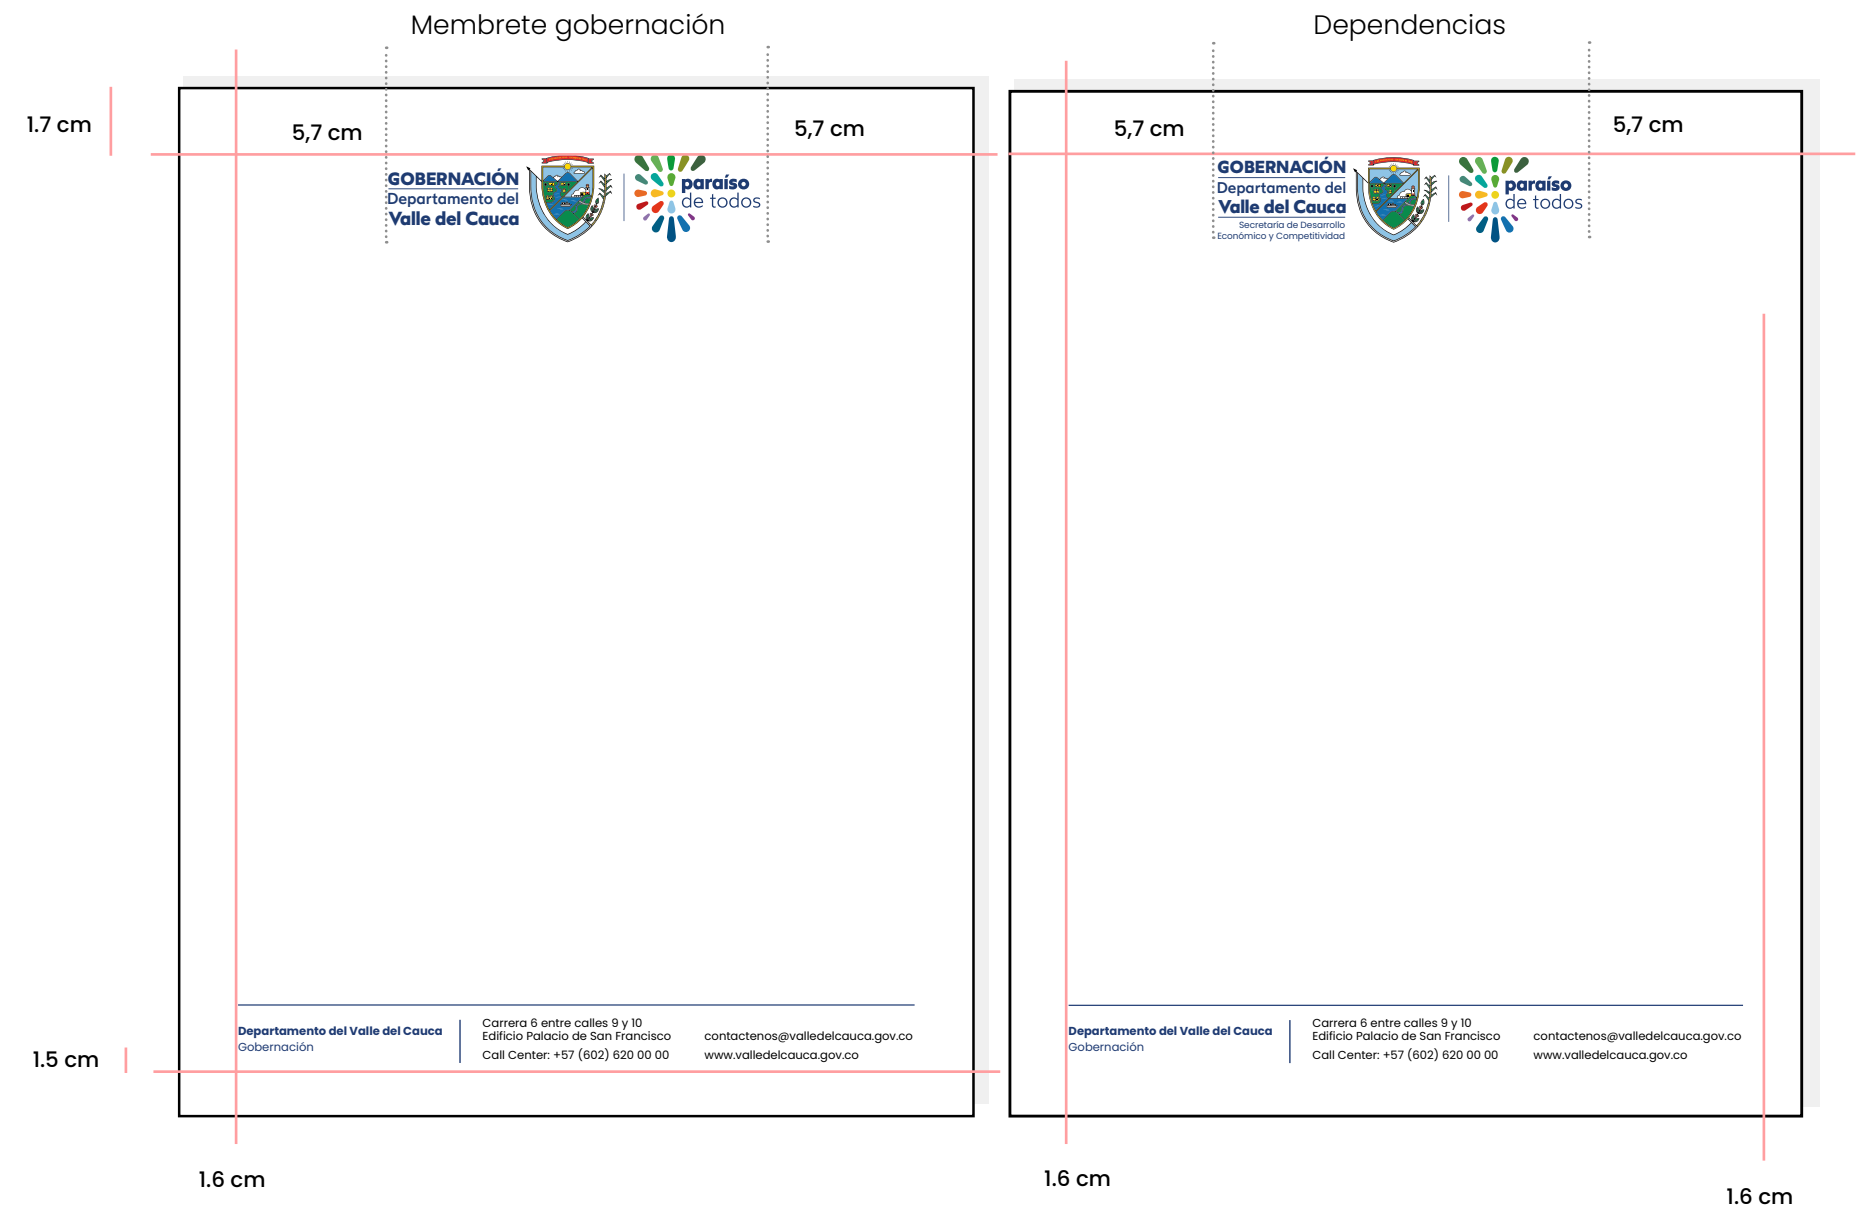 Membrete gobernación
1.7 cm
5,7 cm
5,7 cm
GOBERNACIÓN
Departamento del
Valle del Cauca
paraíso
de todos
Departamento del Valle del Cauca
Gobernación
Carrera 6 entre calles 9 y 10
Edificio Palacio de San Francisco
Call Center: +57 (602) 620 00 00
contactenos@valledelcauca.gov.co
www.valledelcauca.gov.co
1.5 cm
1.6 cm
Dependencias
5,7 cm
5,7 cm
GOBERNACIÓN
Departamento del
Valle del Cauca
Secretaría de Desarrollo
Económico y Competitividad
paraíso
de todos
Departamento del Valle del Cauca
Gobernación
Carrera 6 entre calles 9 y 10
Edificio Palacio de San Francisco
Call Center: +57 (602) 620 00 00
contactenos@valledelcauca.gov.co
www.valledelcauca.gov.co
1.6 cm
1.6 cm